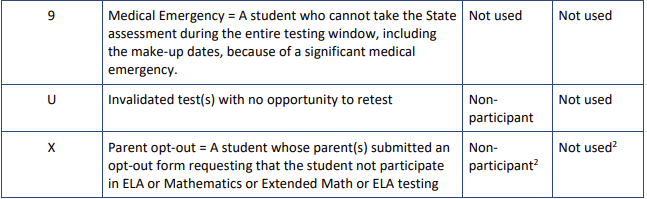 9 Medical Emergency = A student who cannot take the State Not used Not used
assessment during the entire testing window, including
the make-up dates, because of a significant medical
emergency.
U Invalidated test(s) with no opportunity to retest Non- Not used
participant
X Parent opt-out = A student whose parent(s) submitted an Non- Not used²
opt-out form requesting that the student not participate participant²
in ELA or Mathematics or Extended Math or ELA testing